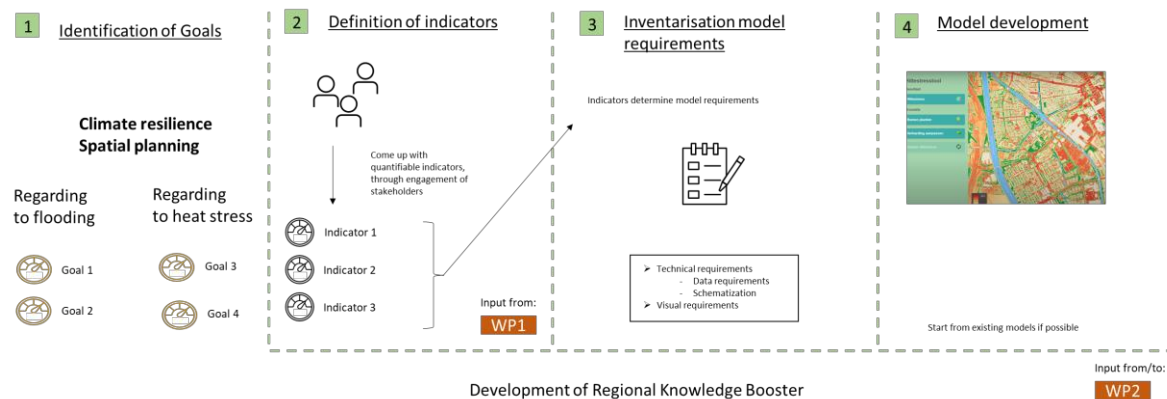 1
Identification of Goals
Climate resilience
Spatial planning
Regarding
to flooding
Regarding
to heat stress
Goal 1
Goal 2
Goal 3
Goal 4
2
Definition of indicators
Come up with
quantifiable indicators,
through engagement of
stakeholders
Indicator 1
Indicator 2
Indicator 3
Input from:
WP1
3
Inventarisation model
requirements
Indicators determine model requirements
➢ Technical requirements
- Data requirements
- Schematization
➢ Visual requirements
4
Model development
Start from existing models if possible
Development of Regional Knowledge Booster
Input from/to:
WP2